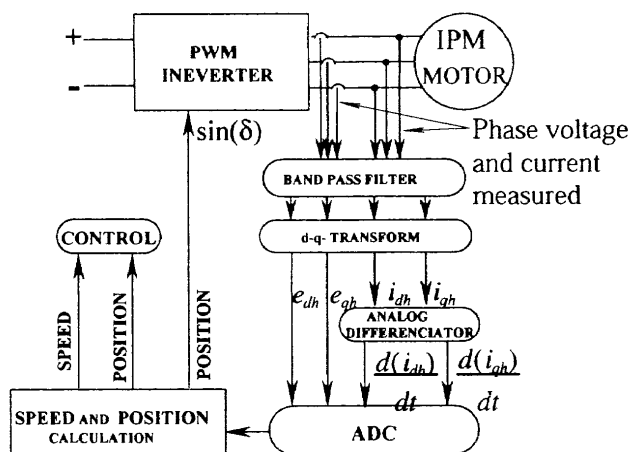 +
-
PWM
INEVERTER
IPM
MOTOR
sin(δ)
Phase voltage
and current
measured
BAND PASS FILTER
d-q- TRANSFORM
CONTROL
SPEED
POSITION
POSITION
e_dh e_qh i_dh i_qh
ANALOG
DIFFERENCIATOR
d(i_dh) d(i_qh)
dt dt
SPEED AND POSITION
CALCULATION
ADC